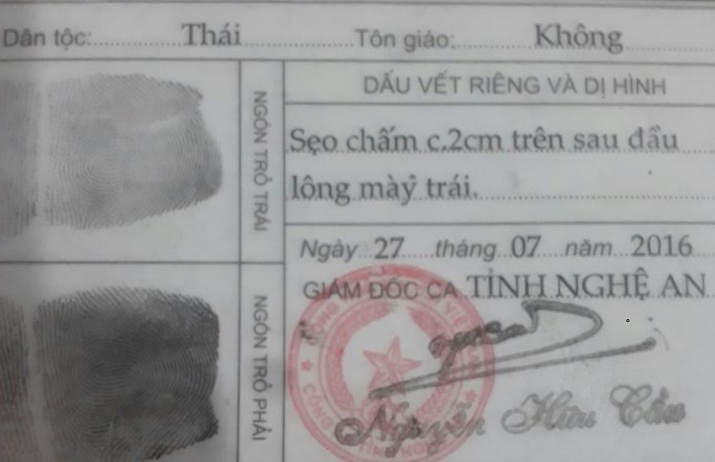 Dân tộc: Thái Tôn giáo: Không
NGÓN TRỎ TRÁI
DẤU VẾT RIÊNG VÀ DỊ HÌNH
Sẹo chấm c.2cm trên sau đầu
lông mày trái.
Ngày 27 tháng 07 năm 2016
GIÁM ĐỐC CA TỈNH NGHỆ AN
NGÓN TRỎ PHẢI
Nguyễn Hữu Cầu